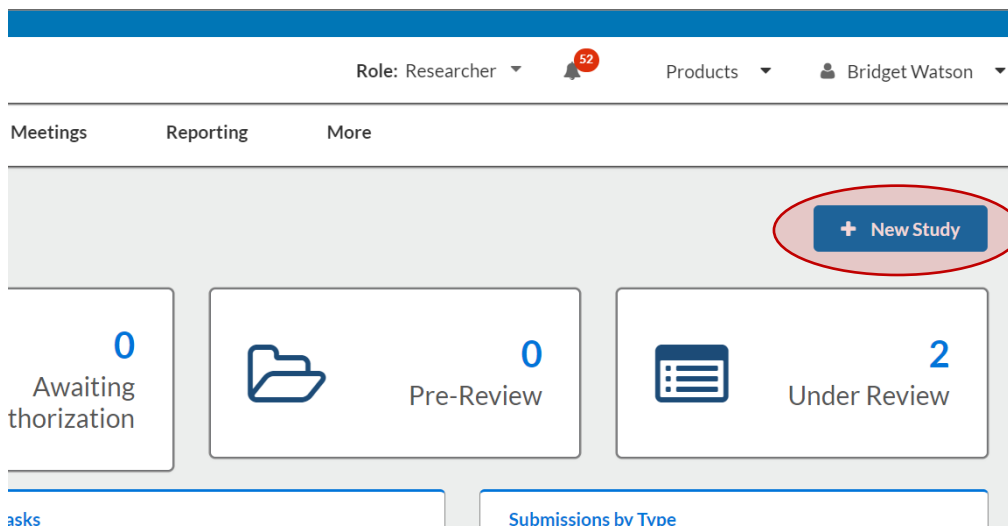 Role: Researcher 52 Products Bridget Watson
Meetings Reporting More
+ New Study
0 0 2
Awaiting Pre-Review Under Review
thorization
asks Submissions by Type